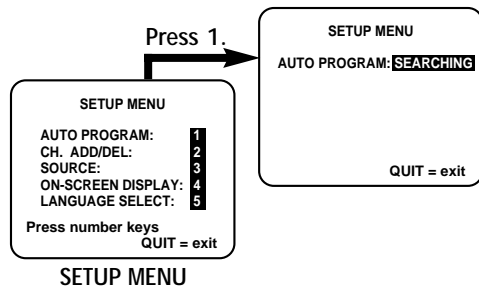 Press 1.
SETUP MENU
AUTO PROGRAM: 1
CH. ADD/DEL: 2
SOURCE: 3
ON-SCREEN DISPLAY: 4
LANGUAGE SELECT: 5
Press number keys
QUIT = exit
SETUP MENU
SETUP MENU
AUTO PROGRAM: SEARCHING
QUIT = exit